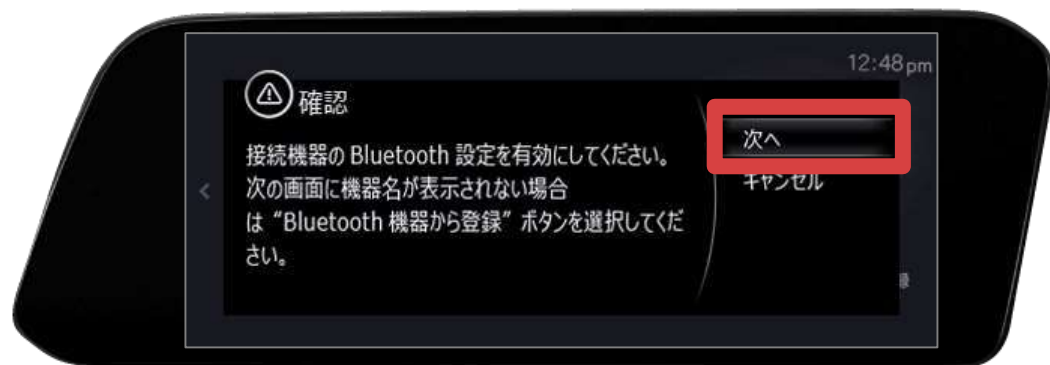 12:48 pm
確認
接続機器の Bluetooth 設定を有効にしてください。
次の画面に機器名が表示されない場合
は “Bluetooth 機器から登録” ボタンを選択してくだ
さい。
次へ
キャンセル
録